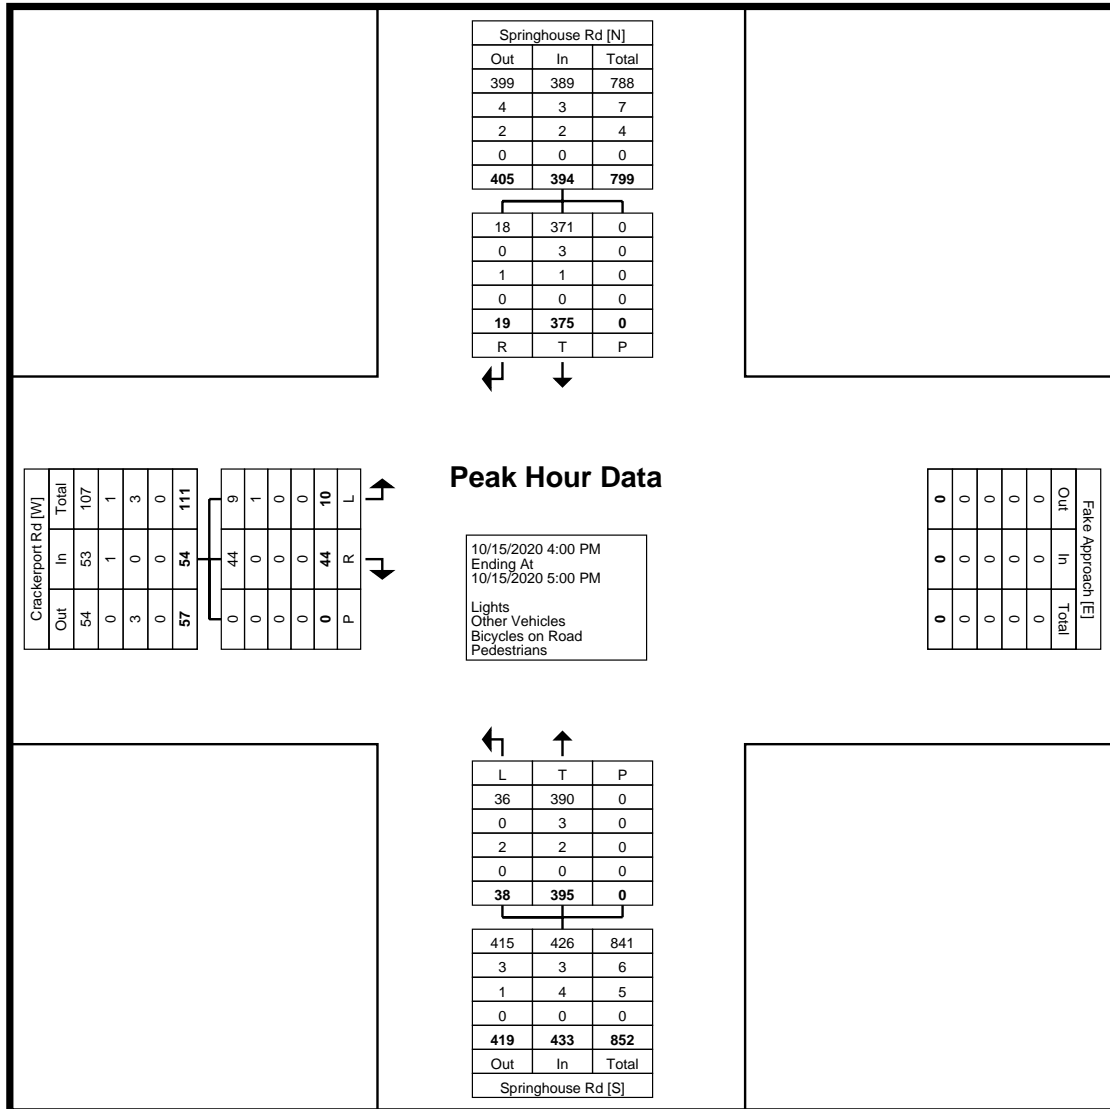 Springhouse Rd [N]
Out In Total
399 389 788
4 3 7
2 2 4
0 0 0
405 394 799
18 371 0
0 3 0
1 1 0
0 0 0
19 375 0
R T P
Crackerport Rd [W]
Out In Total
54 53 107
0 1 1
3 0 3
0 0 0
57 54 111
0 44 9
0 0 1
0 0 0
0 0 0
0 44 10
P R L
Peak Hour Data
10/15/2020 4:00 PM
Ending At
10/15/2020 5:00 PM
Lights
Other Vehicles
Bicycles on Road
Pedestrians
Fake Approach [E]
Out In Total
0 0 0
0 0 0
0 0 0
0 0 0
0 0 0
L T P
36 390 0
0 3 0
2 2 0
0 0 0
38 395 0
415 426 841
3 3 6
1 4 5
0 0 0
419 433 852
Out In Total
Springhouse Rd [S]